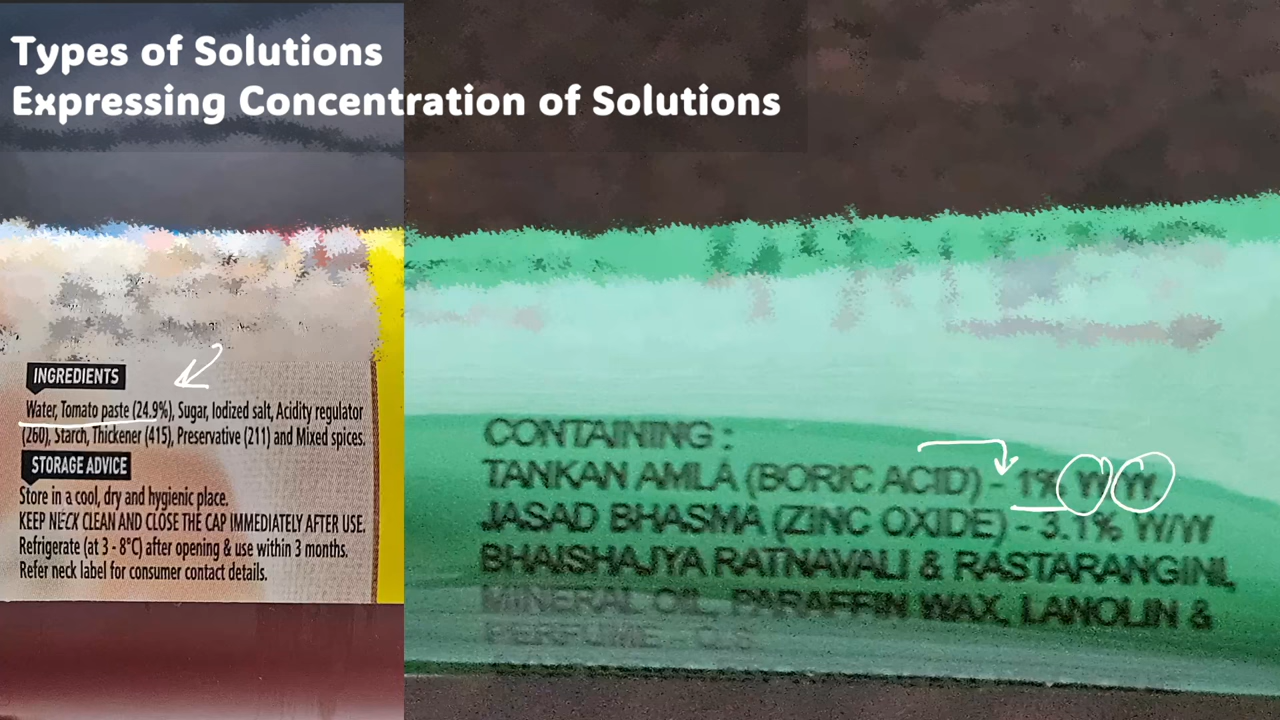 Types of Solutions
Expressing Concentration of Solutions
INGREDIENTS
Water, Tomato paste (24.9%), Sugar, Iodized salt, Acidity regulator
(260), Starch, Thickener (415), Preservative (211) and Mixed spices.
STORAGE ADVICE
Store in a cool, dry and hygienic place.
KEEP NECK CLEAN AND CLOSE THE CAP IMMEDIATELY AFTER USE.
Refrigerate (at 3 - 8°C) after opening & use within 3 months.
Refer neck label for consumer contact details.
CONTAINING :
TANKAN AMLA (BORIC ACID) - 1% W/W
JASAD BHASMA (ZINC OXIDE) - 3.1% W/W
BHAISHAJYA RATNAVALI & RASTARANGINI,
MINERAL OIL, PARAFFIN WAX, LANOLIN &
PERFUME - Q.S.